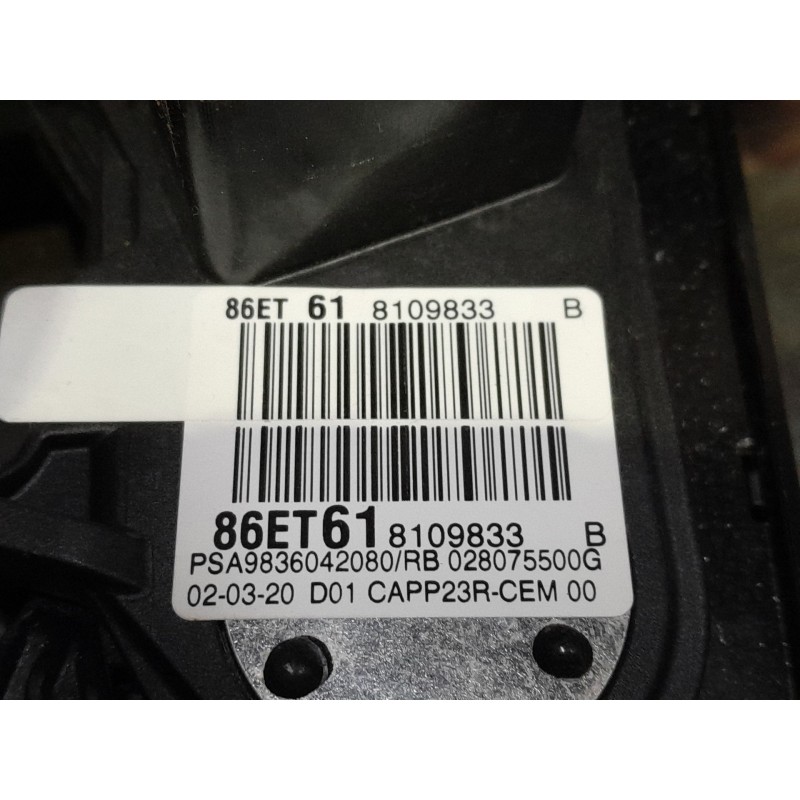 86ET 61 8109833 B
86ET61 8109833 B
PSA9836042080/RB 028075500G
02-03-20 D01 CAPP23R-CEM 00